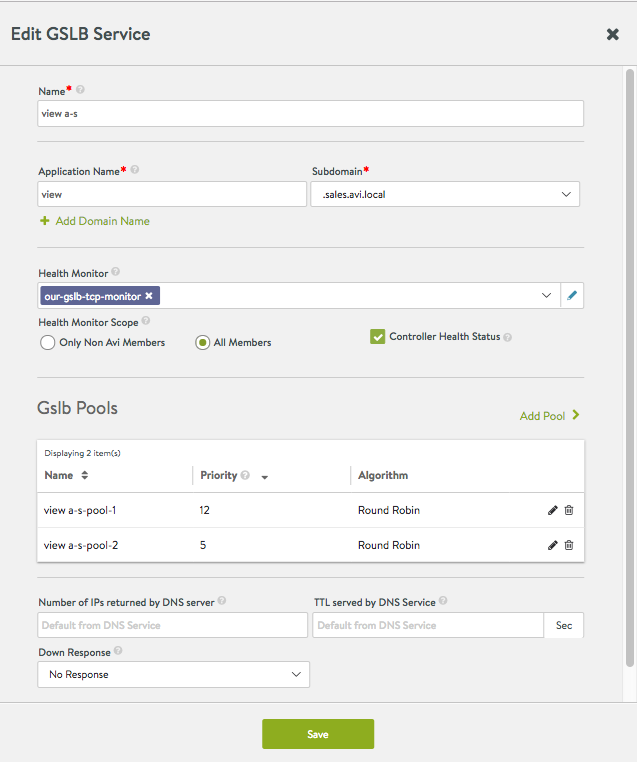 Edit GSLB Service
Name*
view a-s
Application Name* Subdomain*
view .sales.avi.local
+ Add Domain Name
Health Monitor
our-gslb-tcp-monitor
Health Monitor Scope
Only Non Avi Members All Members Controller Health Status
Gslb Pools
Add Pool
Displaying 2 item(s)
Name Priority Algorithm
view a-s-pool-1 12 Round Robin
view a-s-pool-2 5 Round Robin
Number of IPs returned by DNS server TTL served by DNS Service
Default from DNS Service Default from DNS Service Sec
Down Response
No Response
Save